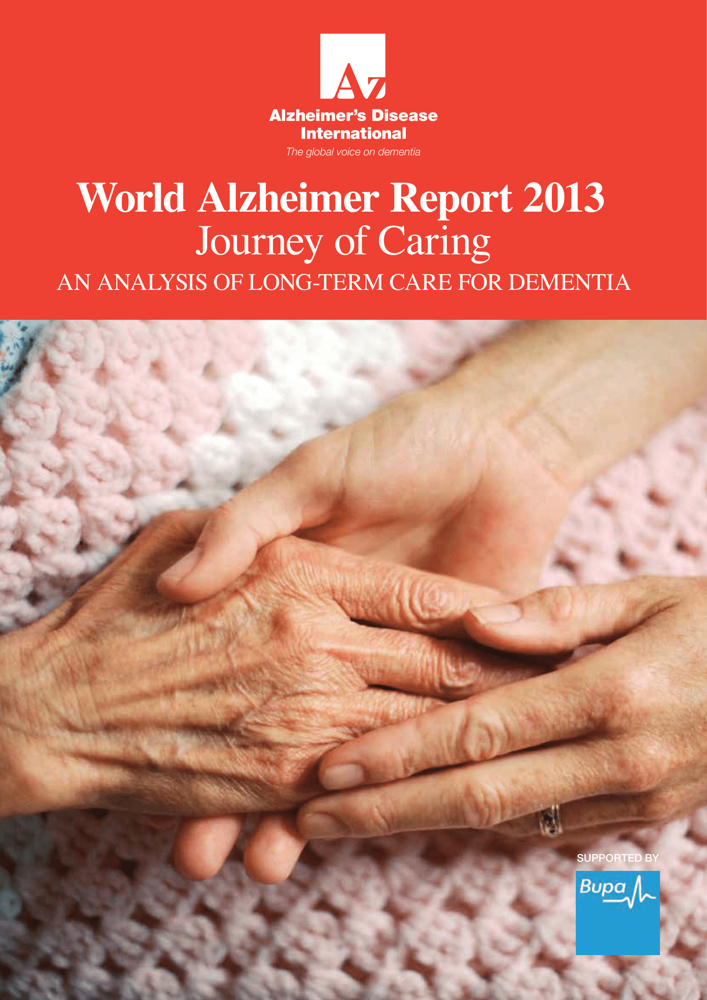 Az
Alzheimer's Disease
International
The global voice on dementia
World Alzheimer Report 2013
Journey of Caring
AN ANALYSIS OF LONG-TERM CARE FOR DEMENTIA
SUPPORTED BY
Bupa